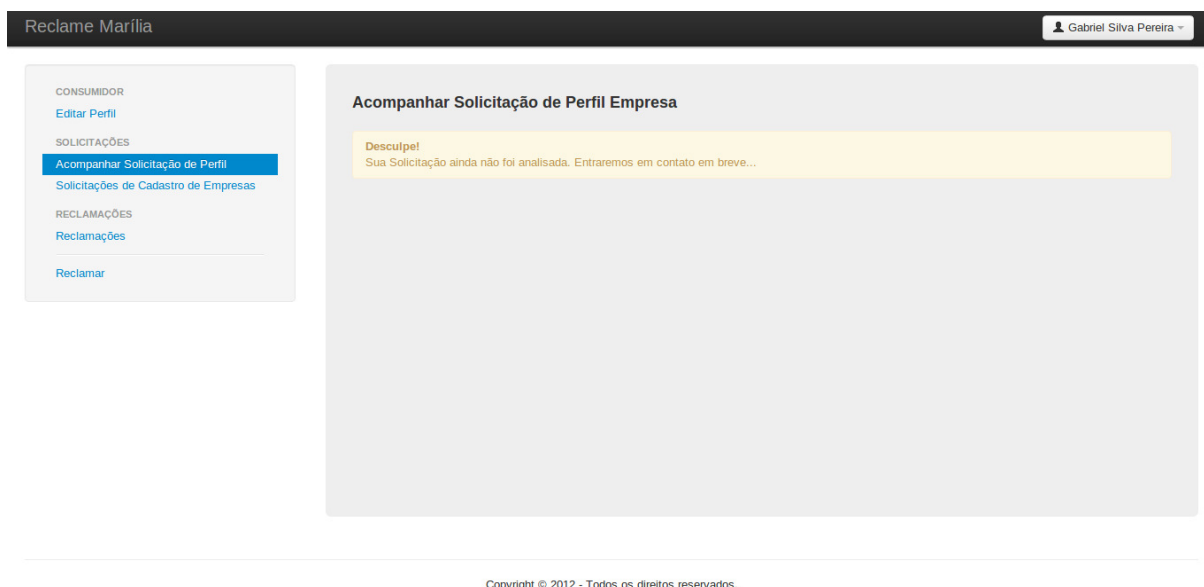 Reclame Marília
Gabriel Silva Pereira
CONSUMIDOR
Editar Perfil
SOLICITAÇÕES
Acompanhar Solicitação de Perfil
Solicitações de Cadastro de Empresas
RECLAMAÇÕES
Reclamações
Reclamar
Acompanhar Solicitação de Perfil Empresa
Desculpe!
Sua Solicitação ainda não foi analisada. Entraremos em contato em breve...
Copyright © 2012 - Todos os direitos reservados.